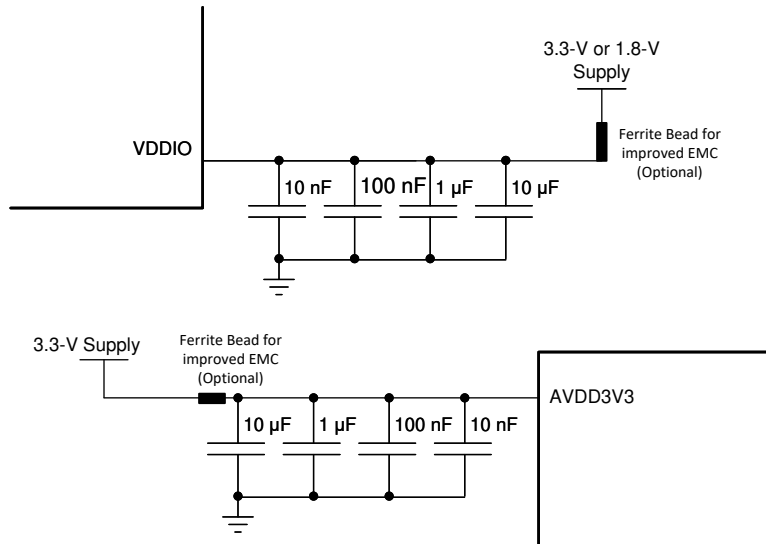 3.3-V or 1.8-V
Supply
VDDIO
Ferrite Bead for
improved EMC
(Optional)
10 nF
100 nF
1 µF
10 µF
3.3-V Supply
Ferrite Bead for
improved EMC
(Optional)
AVDD3V3
10 µF
1 µF
100 nF
10 nF